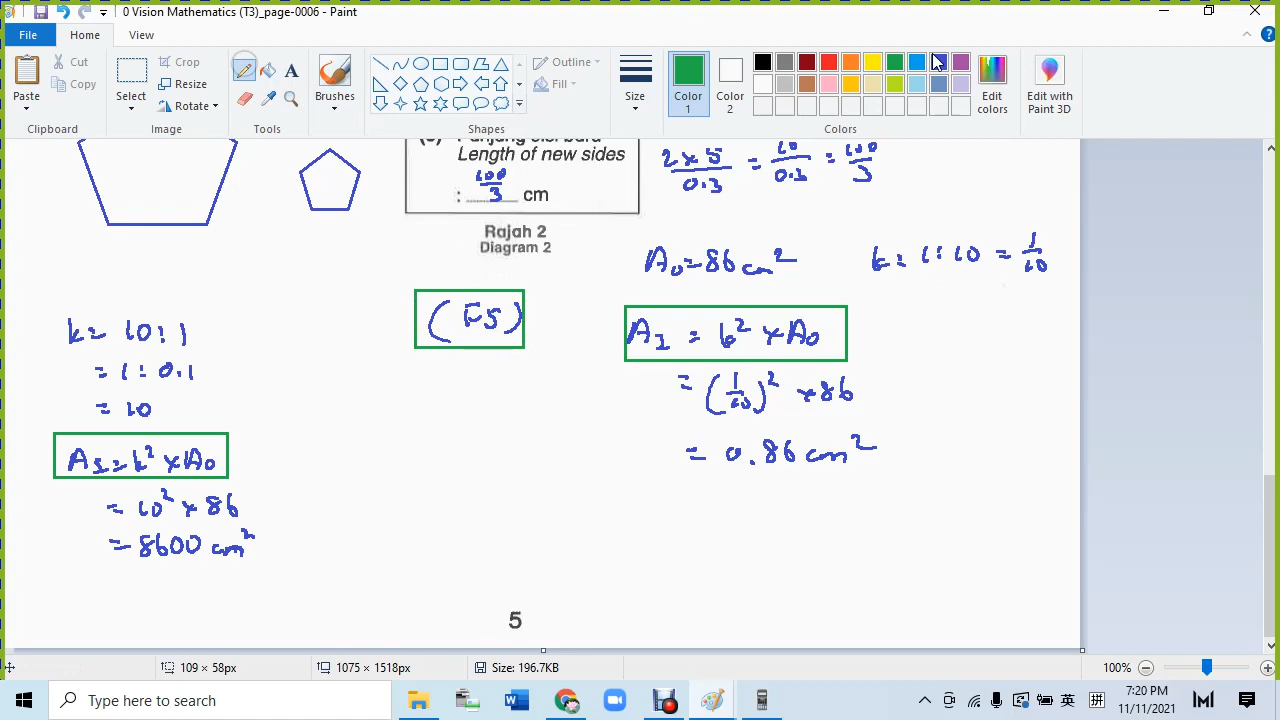 0 Vision Mathematics (T3)_page-0006 - Paint
File
Home
View
Paste
Cut
Copy
Clipboard
Select
Crop
Rotate
Image
A
Tools
Brushes
Shapes
Outline
Fill
Size
Color 1
Color 2
Colors
Edit colors
Edit with Paint 3D
Length of new sides
: 100/3 cm
Rajah 2
Diagram 2
(2×5)/0.3 = 10/0.3 = 100/3
A₀=86cm²
k = 1:10 = 1/10
(F5)
k= 10:1
= 1:0.1
= 10
A₁=k²×A₀
= 10²×86
= 8600 cm²
A₁ = k²×A₀
= (1/10)² ×86
= 0.86cm²
5
109 × 58px
1075 × 1518px
Size: 196.7KB
100%
Type here to search
英
拼
7:20 PM
11/11/2021